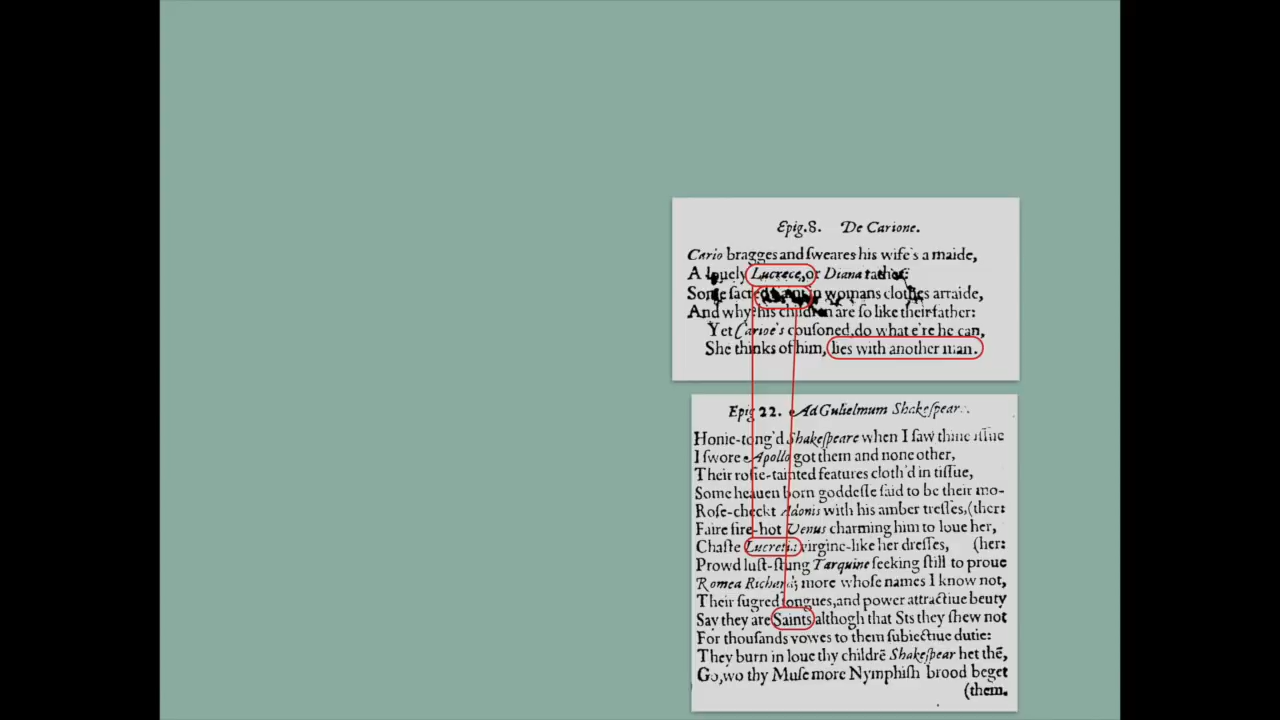 Epig.8. De Carione.
Cario bragges and sweares his wife's a maide,
A louely Lucrece, or Diana rather:
Some sacred in womans clothes arraide,
And why? his children are so like their father:
Yet Carioe's cousoned, do what e're he can,
She thinks of him, lies with another man.
Epig 22. Ad Gulielmum Shakespear.
Honie-tong'd Shakespeare when I saw thine issue
I swore Apollo got them and none other,
Their rosie-tainted features cloth'd in tissue,
Some heauen born goddesse said to be their mo-
Rose-checkt Adonis with his amber tresses, (ther:
Faire fire-hot Venus charming him to loue her,
Chaste Lucretia virgine-like her dresses, (her:
Prowd lust-stung Tarquine seeking still to proue
Romea Richard; more whose names I know not,
Their sugred tongues, and power attractiue beuty
Say they are Saints althogh that Sts they shew not
For thousands vowes to them subiectiue dutie:
They burn in loue thy childrē Shakespear het thē,
Go, wo thy Muse more Nymphish brood beget
(them.